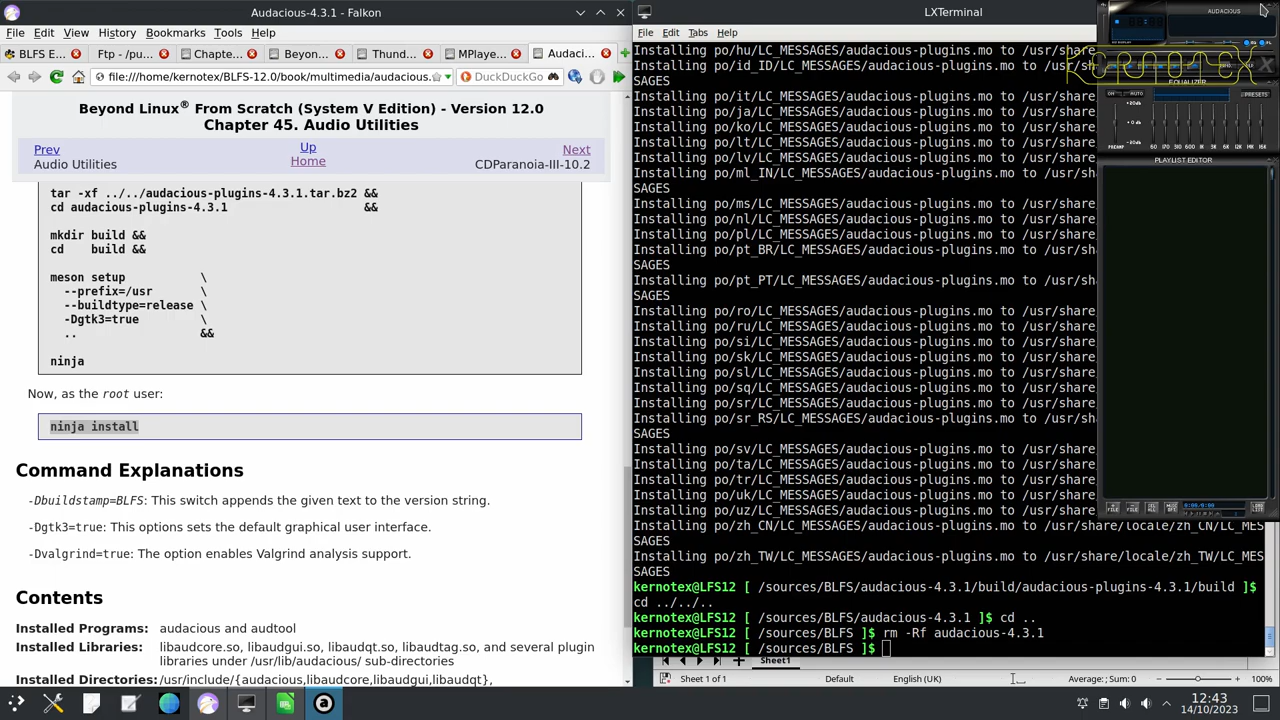 Audacious-4.3.1 - Falkon
File Edit View History Bookmarks Tools Help
BLFS E Ftp - /pu... Chapte... Beyon... Thund... MPlaye... Audaci...
file:///home/kernotex/BLFS-12.0/book/multimedia/audacious. DuckDuckGo
Beyond Linux® From Scratch (System V Edition) - Version 12.0
Chapter 45. Audio Utilities
Prev Up Next
Audio Utilities Home CDParanoia-III-10.2
tar -xf ../../audacious-plugins-4.3.1.tar.bz2 &&
cd audacious-plugins-4.3.1 &&
mkdir build &&
cd build &&
meson setup \
--prefix=/usr \
--buildtype=release \
-Dgtk3=true \
.. &&
ninja
Now, as the root user:
ninja install
Command Explanations
-Dbuildstamp=BLFS: This switch appends the given text to the version string.
-Dgtk3=true: This options sets the default graphical user interface.
-Dvalgrind=true: The option enables Valgrind analysis support.
Contents
Installed Programs: audacious and audtool
Installed Libraries: libaudcore.so, libaudgui.so, libaudqt.so, libaudtag.so, and several plugin
libraries under /usr/lib/audacious/ sub-directories
Installed Directories: /usr/include/{audacious,libaudcore,libaudgui,libaudqt},
LXTerminal
File Edit Tabs Help
Installing po/hu/LC_MESSAGES/audacious-plugins.mo to /usr/share
Installing po/id_ID/LC_MESSAGES/audacious-plugins.mo to /usr/sh
SAGES
Installing po/it/LC_MESSAGES/audacious-plugins.mo to /usr/share
Installing po/ja/LC_MESSAGES/audacious-plugins.mo to /usr/share
Installing po/ko/LC_MESSAGES/audacious-plugins.mo to /usr/share
Installing po/lt/LC_MESSAGES/audacious-plugins.mo to /usr/share
Installing po/lv/LC_MESSAGES/audacious-plugins.mo to /usr/share
Installing po/ml_IN/LC_MESSAGES/audacious-plugins.mo to /usr/sh
SAGES
Installing po/ms/LC_MESSAGES/audacious-plugins.mo to /usr/share
Installing po/nl/LC_MESSAGES/audacious-plugins.mo to /usr/share
Installing po/pl/LC_MESSAGES/audacious-plugins.mo to /usr/share
Installing po/pt_BR/LC_MESSAGES/audacious-plugins.mo to /usr/sh
SAGES
Installing po/pt_PT/LC_MESSAGES/audacious-plugins.mo to /usr/sh
SAGES
Installing po/ro/LC_MESSAGES/audacious-plugins.mo to /usr/share
Installing po/ru/LC_MESSAGES/audacious-plugins.mo to /usr/share
Installing po/si/LC_MESSAGES/audacious-plugins.mo to /usr/share
Installing po/sk/LC_MESSAGES/audacious-plugins.mo to /usr/share
Installing po/sl/LC_MESSAGES/audacious-plugins.mo to /usr/share
Installing po/sq/LC_MESSAGES/audacious-plugins.mo to /usr/share
Installing po/sr/LC_MESSAGES/audacious-plugins.mo to /usr/share
Installing po/sr_RS/LC_MESSAGES/audacious-plugins.mo to /usr/sh
SAGES
Installing po/sv/LC_MESSAGES/audacious-plugins.mo to /usr/share
Installing po/ta/LC_MESSAGES/audacious-plugins.mo to /usr/share
Installing po/tr/LC_MESSAGES/audacious-plugins.mo to /usr/share
Installing po/uk/LC_MESSAGES/audacious-plugins.mo to /usr/share
Installing po/uz/LC_MESSAGES/audacious-plugins.mo to /usr/share
Installing po/zh_CN/LC_MESSAGES/audacious-plugins.mo to /usr/share/locale/zh_CN/LC_MES
SAGES
Installing po/zh_TW/LC_MESSAGES/audacious-plugins.mo to /usr/share/locale/zh_TW/LC_MES
SAGES
kernotex@LFS12 [ /sources/BLFS/audacious-4.3.1/build/audacious-plugins-4.3.1/build ]$
cd ../../..
kernotex@LFS12 [ /sources/BLFS/audacious-4.3.1 ]$ cd ..
kernotex@LFS12 [ /sources/BLFS ]$ rm -Rf audacious-4.3.1
kernotex@LFS12 [ /sources/BLFS ]$
AUDACIOUS
KERNOTEX
EQUALIZER
ON AUTO PRESETS
+20dB
+0dB
-20dB
PREAMP 60 170 310 600 1K 3K 6K 12K 14K 16K
PLAYLIST EDITOR
0:00/0:00
Sheet1
Sheet 1 of 1 Default English (UK) Average: ; Sum: 0 100%
12:43
14/10/2023